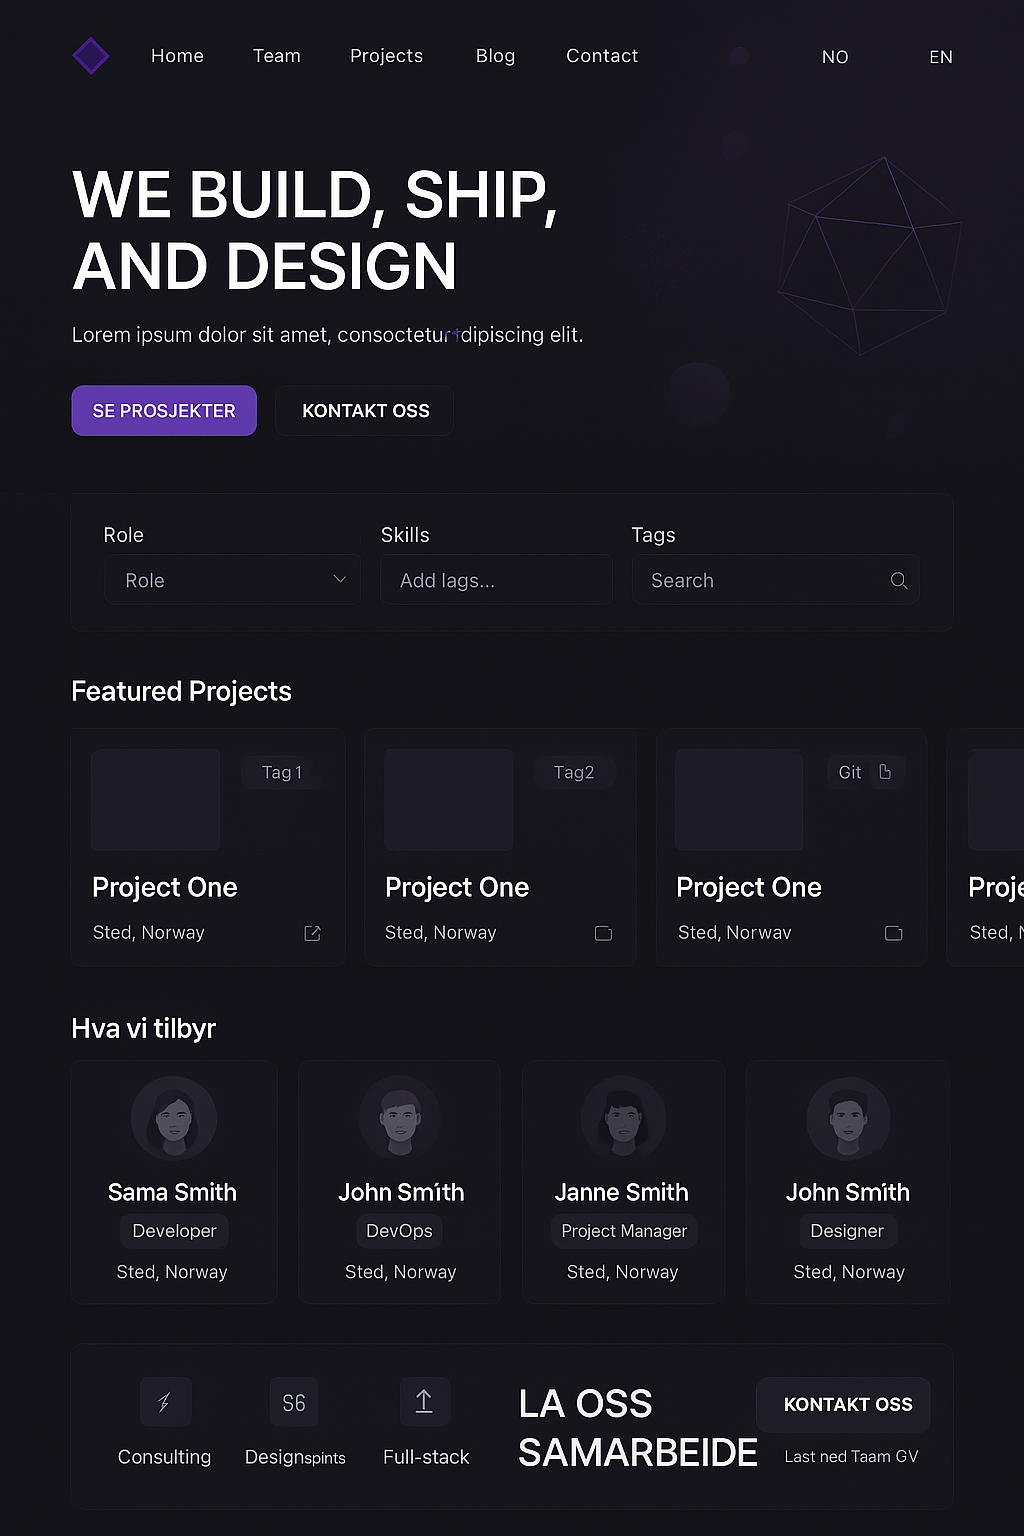 Home Team Projects Blog Contact NO EN
WE BUILD, SHIP,
AND DESIGN
Lorem ipsum dolor sit amet, consoctetur dipiscing elit.
SE PROSJEKTER KONTAKT OSS
Role Skills Tags
Role Add lags... Search
Featured Projects
Tag 1 Tag2 Git
Project One Project One Project One Proje
Sted, Norway Sted, Norway Sted, Norwav Sted, N
Hva vi tilbyr
Sama Smith John Smith Janne Smith John Smith
Developer DevOps Project Manager Designer
Sted, Norway Sted, Norway Sted, Norway Sted, Norway
S6
LA OSS KONTAKT OSS
SAMARBEIDE Last ned Taam GV
Consulting Designspints Full-stack